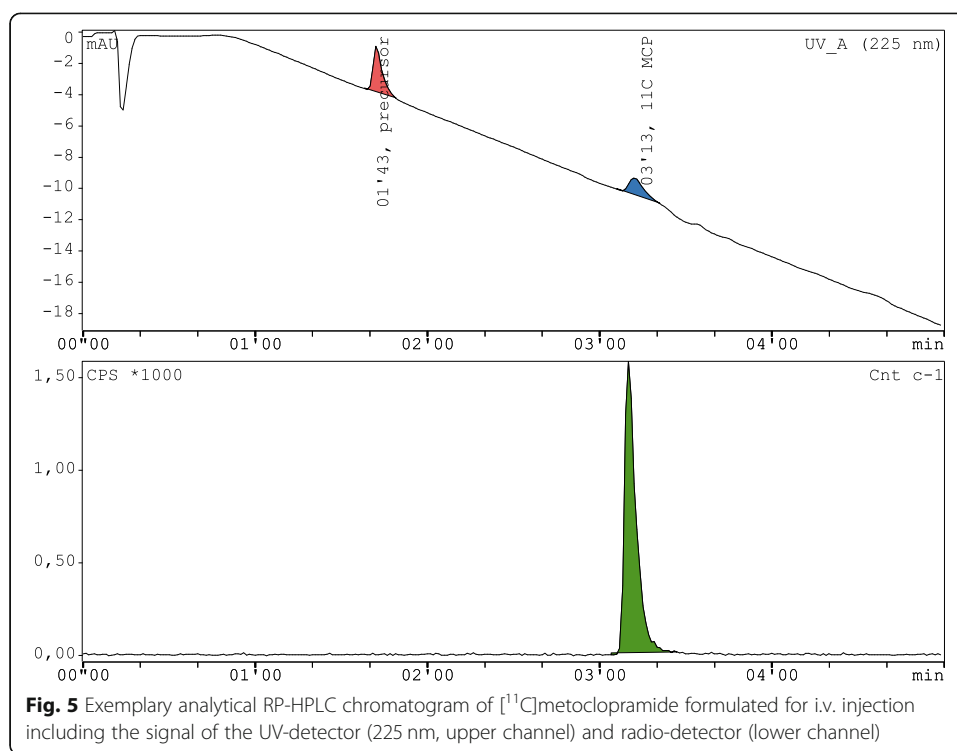 mAU
UV_A (225 nm)
0
-2
-4
-6
-8
-10
-12
-14
-16
-18
01'43, precursor
03'13, 11C MCP
00"00
01'00
02'00
03'00
04'00
min
CPS *1000
Cnt c-1
1,50
1,00
0,50
0,00
00"00
01'00
02'00
03'00
04'00
min
Fig. 5 Exemplary analytical RP-HPLC chromatogram of [11C]metoclopramide formulated for i.v. injection
including the signal of the UV-detector (225 nm, upper channel) and radio-detector (lower channel)